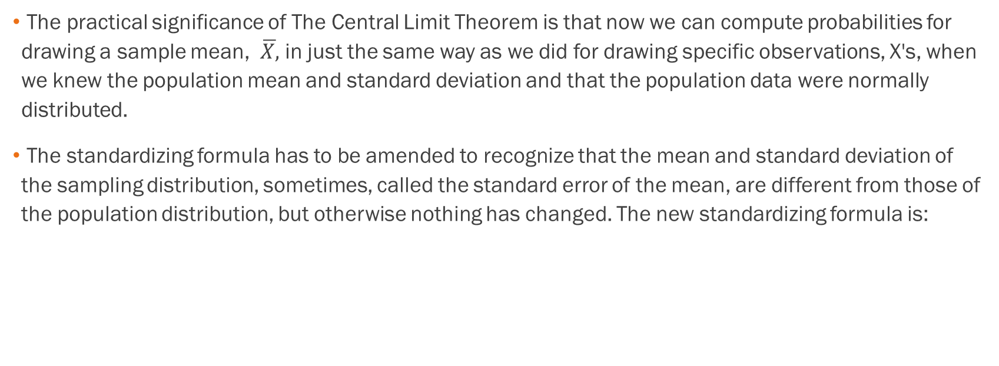 • The practical significance of The Central Limit Theorem is that now we can compute probabilities for
drawing a sample mean, X̅, in just the same way as we did for drawing specific observations, X's, when
we knew the population mean and standard deviation and that the population data were normally
distributed.
• The standardizing formula has to be amended to recognize that the mean and standard deviation of
the sampling distribution, sometimes, called the standard error of the mean, are different from those of
the population distribution, but otherwise nothing has changed. The new standardizing formula is: